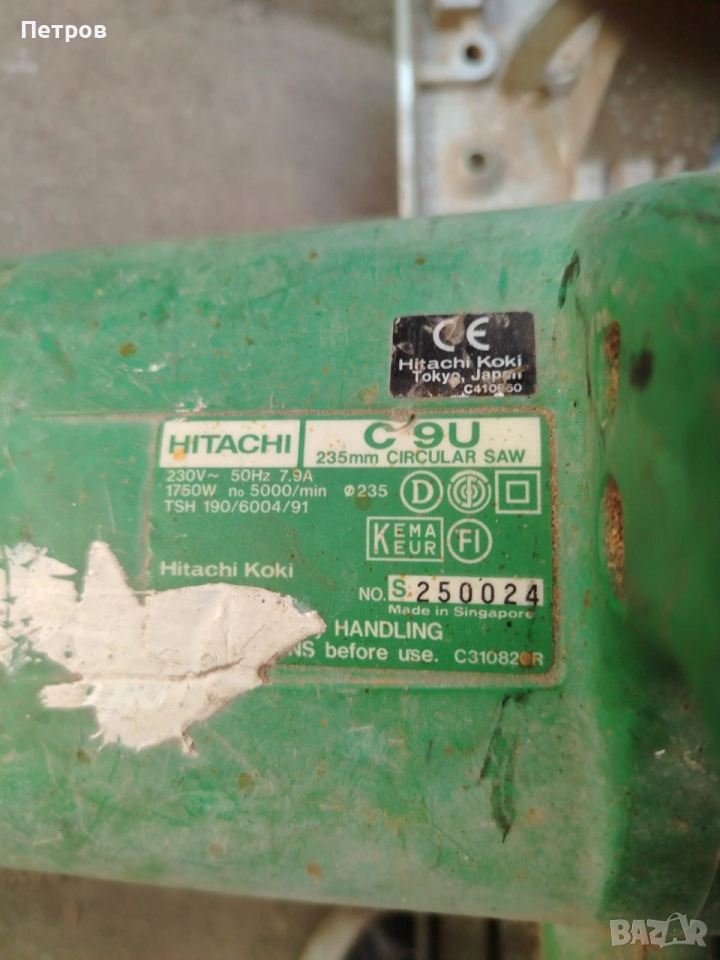 Петров
CE
Hitachi Koki
Tokyo, Japan
HITACHI
C 9U
235mm CIRCULAR SAW
230V~ 50Hz 7.9A
1750W no 5000/min ø235
TSH 190/6004/91
D
S
KEMA
KEUR
FI
Hitachi Koki
NO. S 250024
Made in Singapore
HANDLING
before use.
BAZAR